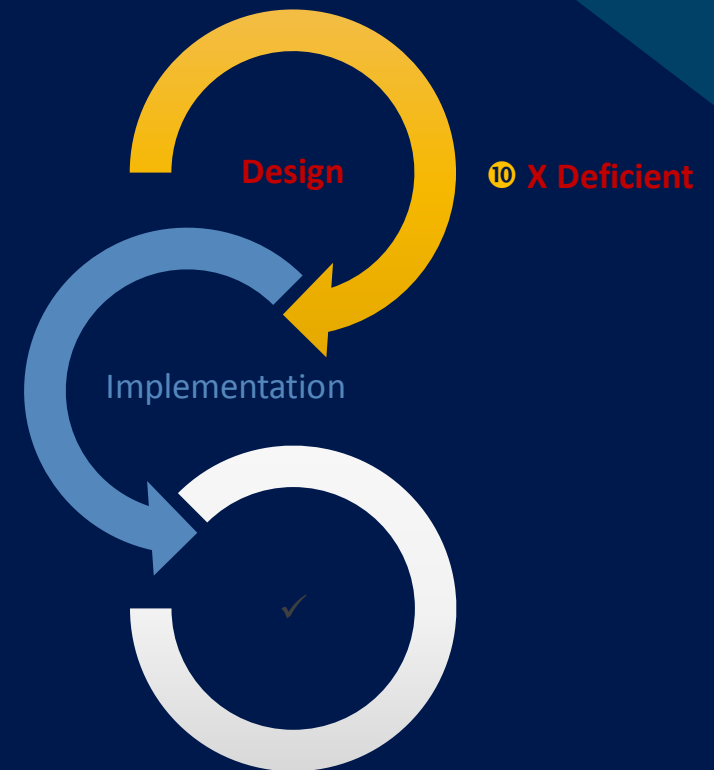 Design
❿ X Deficient
Implementation
✓